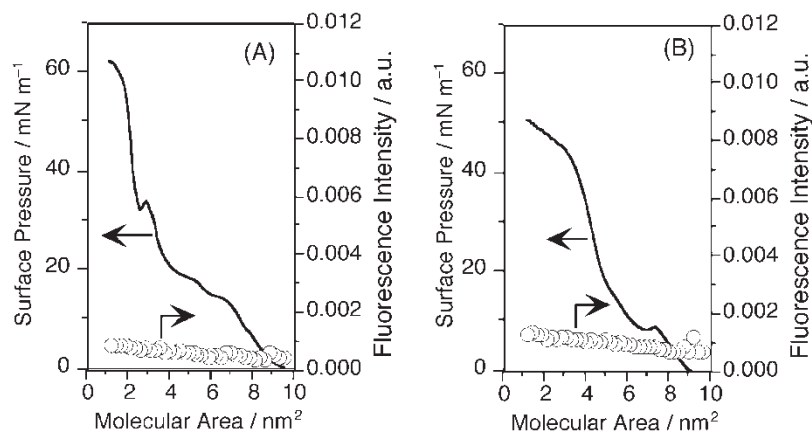 (A)
60
40
20
0
0.012
0.010
0.008
0.006
0.004
0.002
0.000
0 2 4 6 8 10
Surface Pressure / mN m⁻¹
Fluorescence Intensity / a.u.
Molecular Area / nm²
(B)
60
40
20
0
0.012
0.010
0.008
0.006
0.004
0.002
0.000
0 2 4 6 8 10
Surface Pressure / mN m⁻¹
Fluorescence Intensity / a.u.
Molecular Area / nm²